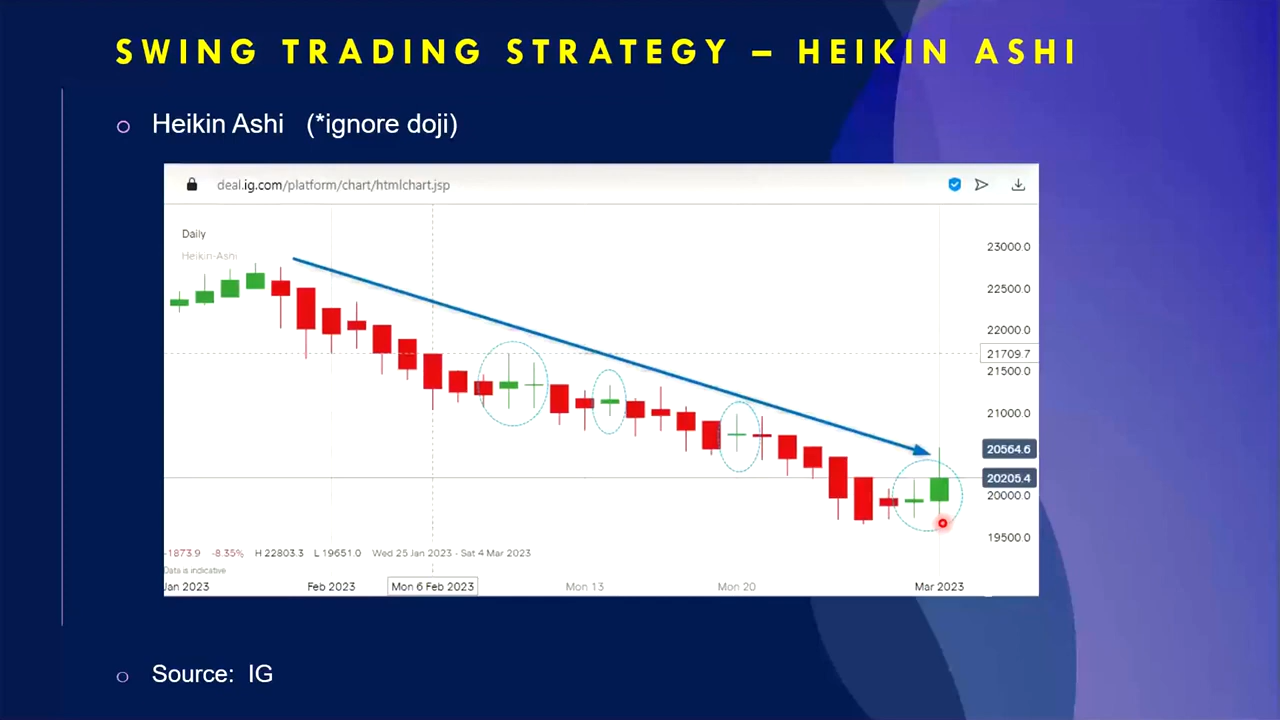 SWING TRADING STRATEGY – HEIKIN ASHI
Heikin Ashi (*ignore doji)
deal.ig.com/platform/chart/htmlchart.jsp
Daily
Heikin-Ashi
23000.0
22500.0
22000.0
21709.7
21500.0
21000.0
20564.6
20205.4
20000.0
19500.0
-1873.9 -8.35% H 22803.3 L 19651.0 Wed 25 Jan 2023 - Sat 4 Mar 2023
Data is indicative
Jan 2023 Feb 2023 Mon 6 Feb 2023 Mon 13 Mon 20 Mar 2023
Source: IG